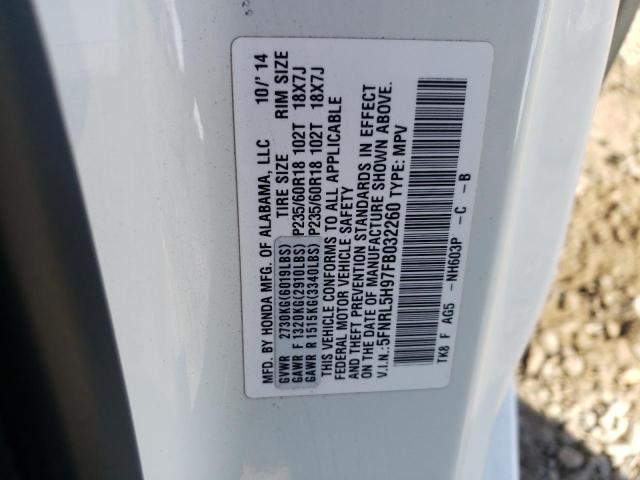 MFD. BY HONDA MFG. OF ALABAMA, LLC 10/'14
TIRE SIZE RIM SIZE
GVWR 2730KG(6019LBS)
GAWR F 1320KG(2910LBS) P235/60R18 102T 18X7J
GAWR R 1515KG(3340LBS) P235/60R18 102T 18X7J
THIS VEHICLE CONFORMS TO ALL APPLICABLE
FEDERAL MOTOR VEHICLE SAFETY
AND THEFT PREVENTION STANDARDS IN EFFECT
ON THE DATE OF MANUFACTURE SHOWN ABOVE.
V.I.N.:5FNRL5H97FB032260 TYPE: MPV
TK8 F AG5 -NH603P -C -B